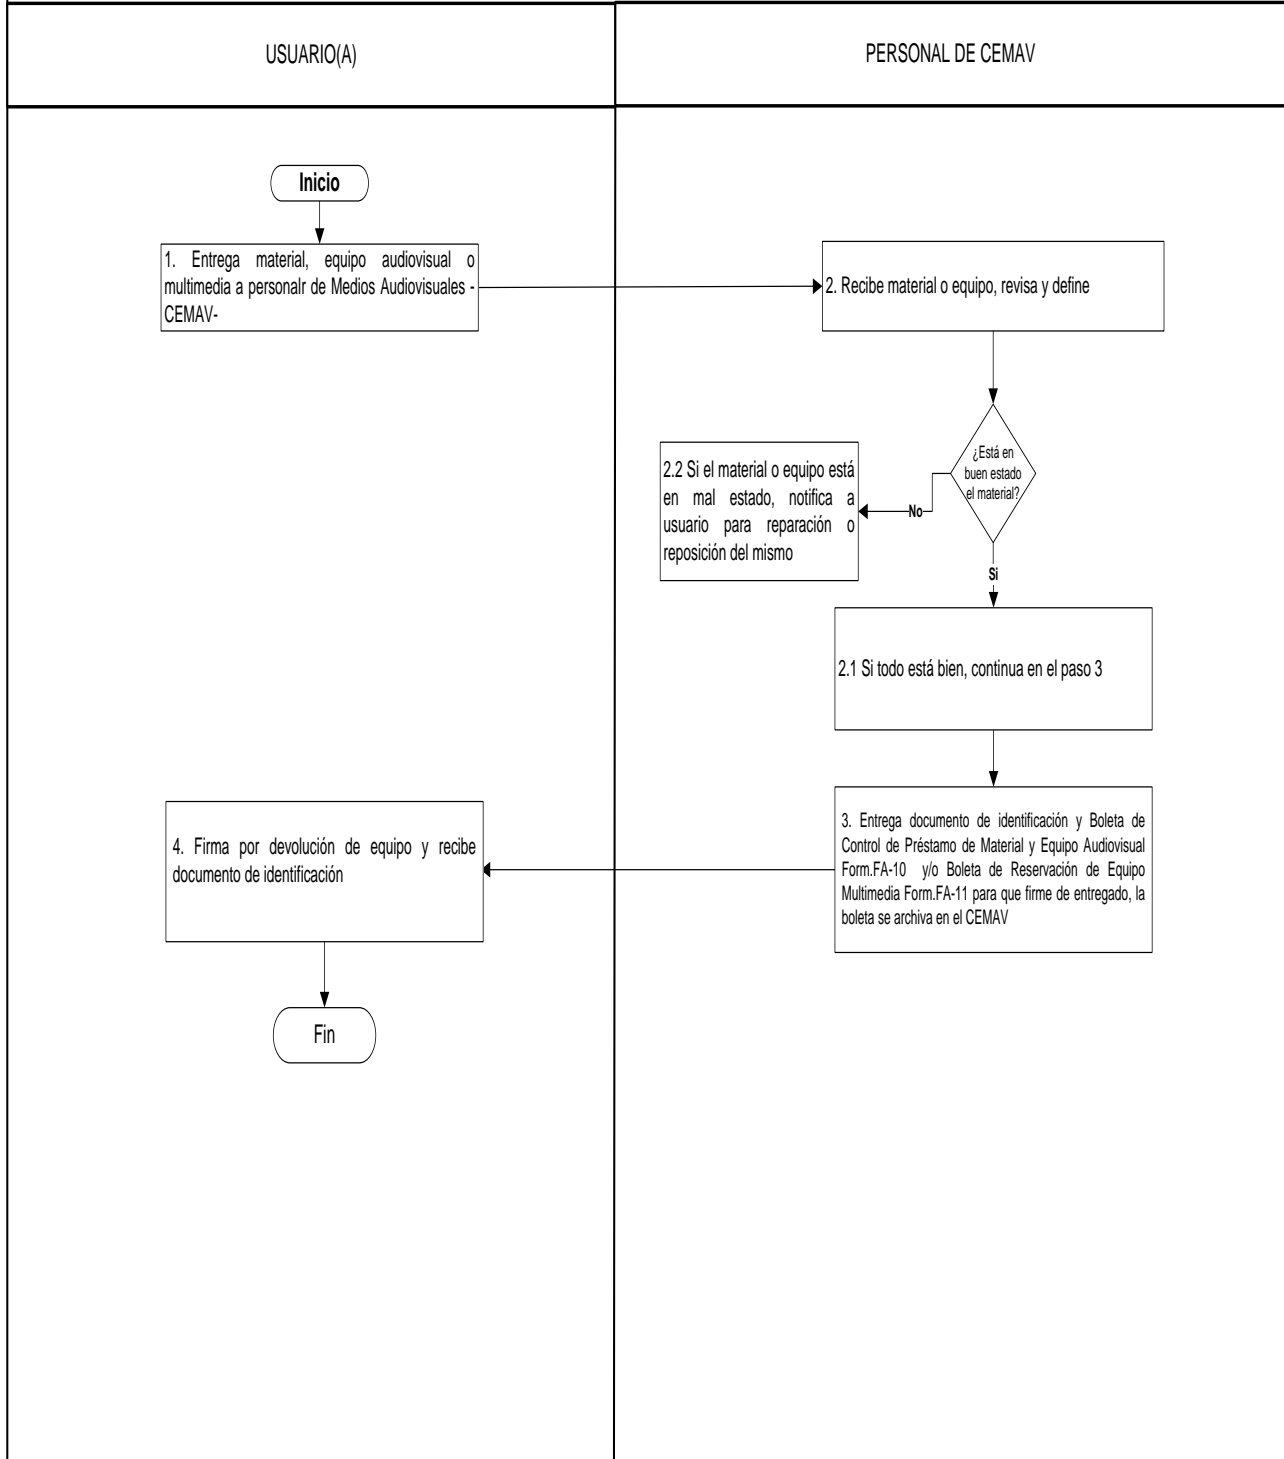 USUARIO(A)
PERSONAL DE CEMAV
Inicio
1. Entrega material, equipo audiovisual o
multimedia a personalr de Medios Audiovisuales -
CEMAV-
2. Recibe material o equipo, revisa y define
¿Está en
buen estado
el material?
No
2.2 Si el material o equipo está
en mal estado, notifica a
usuario para reparación o
reposición del mismo
Si
2.1 Si todo está bien, continua en el paso 3
3. Entrega documento de identificación y Boleta de
Control de Préstamo de Material y Equipo Audiovisual
Form.FA-10 y/o Boleta de Reservación de Equipo
Multimedia Form.FA-11 para que firme de entregado, la
boleta se archiva en el CEMAV
4. Firma por devolución de equipo y recibe
documento de identificación
Fin